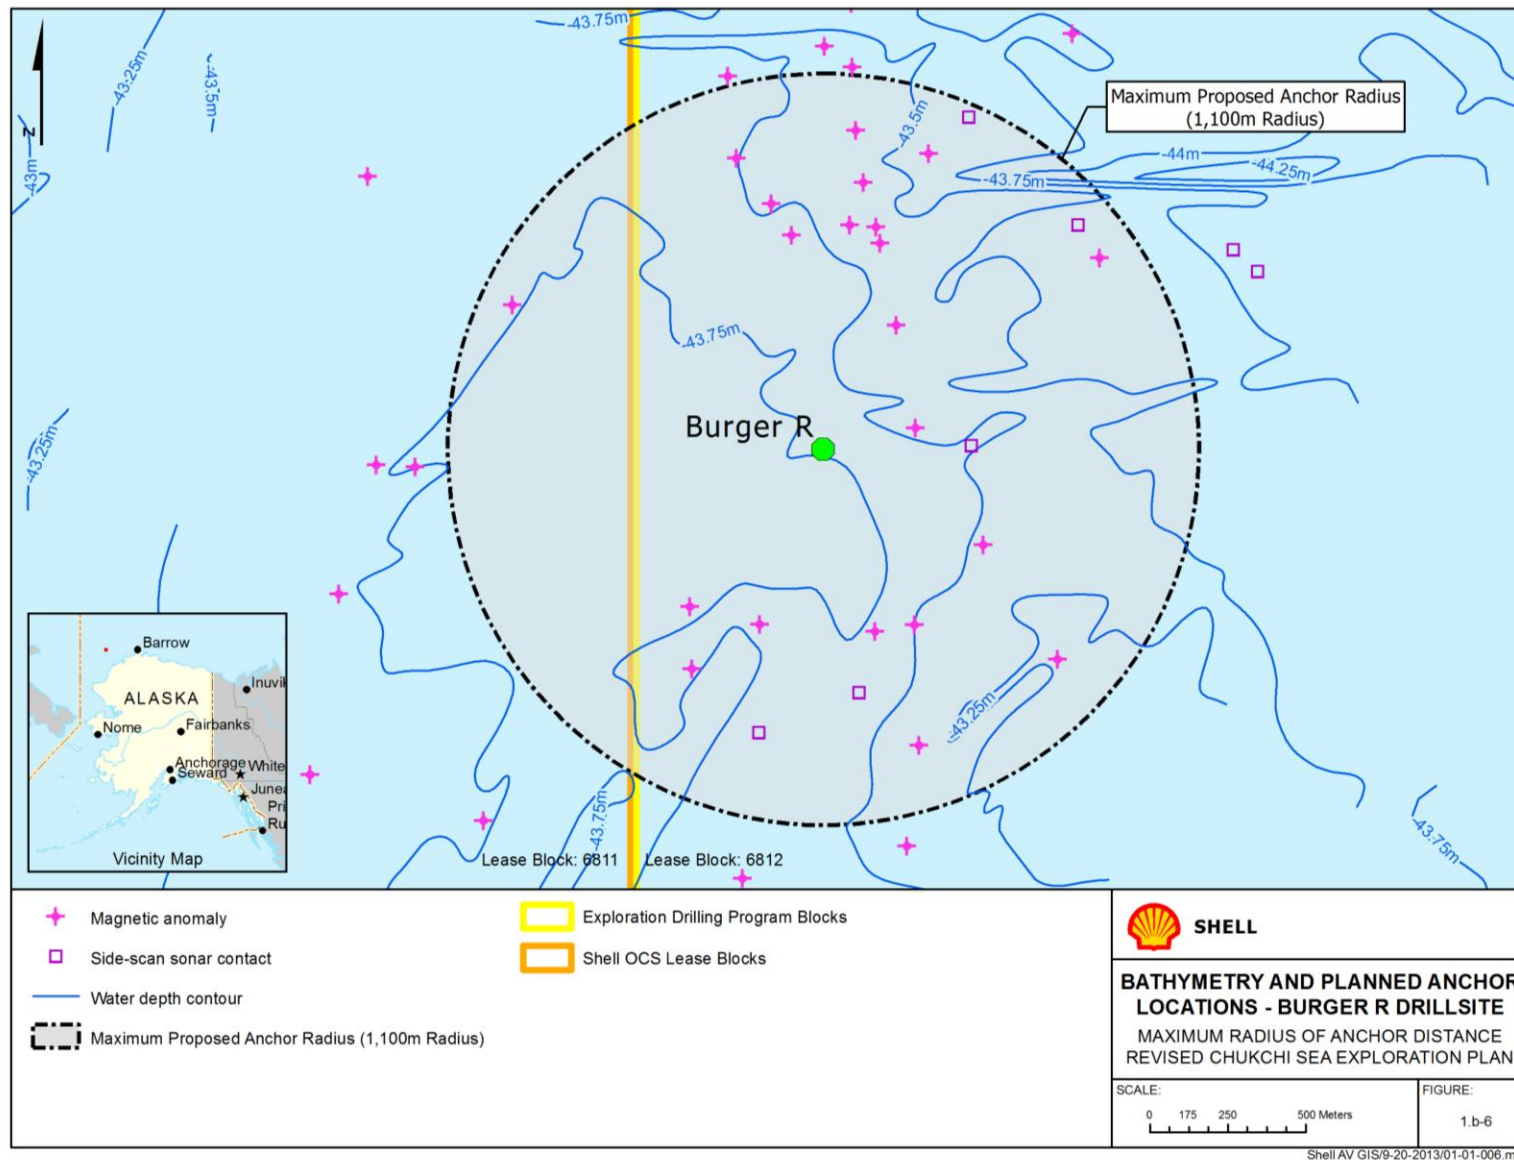 -43.75m
-43.25m
-43.5m
Maximum Proposed Anchor Radius
(1,100m Radius)
-43.5m
-44m
-44.25m
N
-43m
-43.75m
-43.75m
Burger R
-43.25m
Barrow
Inuvik
ALASKA
Nome
Fairbanks
Anchorage
White
Seward
Junea
Pri
Ru
Vicinity Map
-43.25m
-43.75m
-43.75m
Lease Block: 6811
Lease Block: 6812
Magnetic anomaly
Side-scan sonar contact
Water depth contour
Maximum Proposed Anchor Radius (1,100m Radius)
Exploration Drilling Program Blocks
Shell OCS Lease Blocks
SHELL
BATHYMETRY AND PLANNED ANCHOR
LOCATIONS - BURGER R DRILLSITE
MAXIMUM RADIUS OF ANCHOR DISTANCE
REVISED CHUKCHI SEA EXPLORATION PLAN
SCALE:
0 175 250 500 Meters
FIGURE:
1.b-6
Shell AV GIS/9-20-2013/01-01-006.m